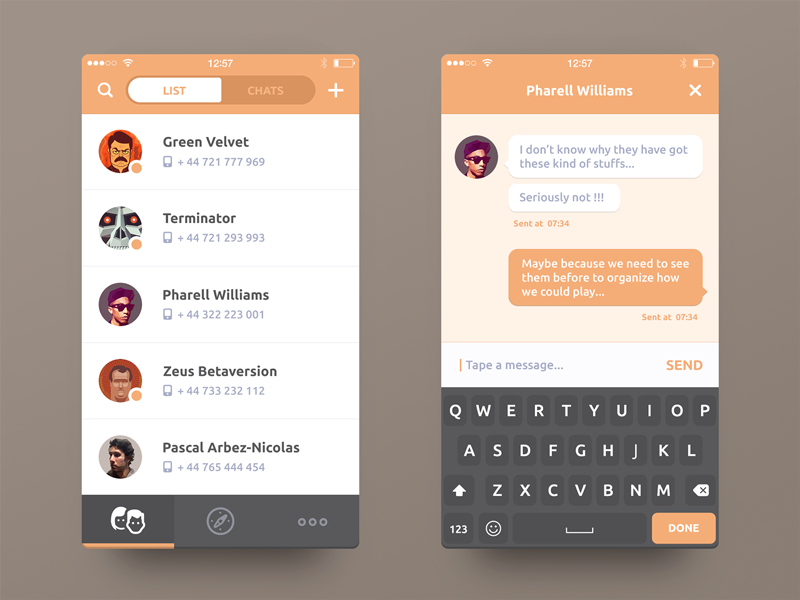 12:57
LIST
CHATS
Green Velvet
+ 44 721 777 969
Terminator
+ 44 721 293 993
Pharell Williams
+ 44 322 223 001
Zeus Betaversion
+ 44 733 232 112
Pascal Arbez-Nicolas
+ 44 765 444 454
12:57
Pharell Williams
I don't know why they have got
these kind of stuffs...
Seriously not !!!
Sent at 07:34
Maybe because we need to see
them before to organize how
we could play...
Sent at 07:34
Tape a message...
SEND
Q W E R T Y U I O P
A S D F G H J K L
Z X C V B N M
123
DONE